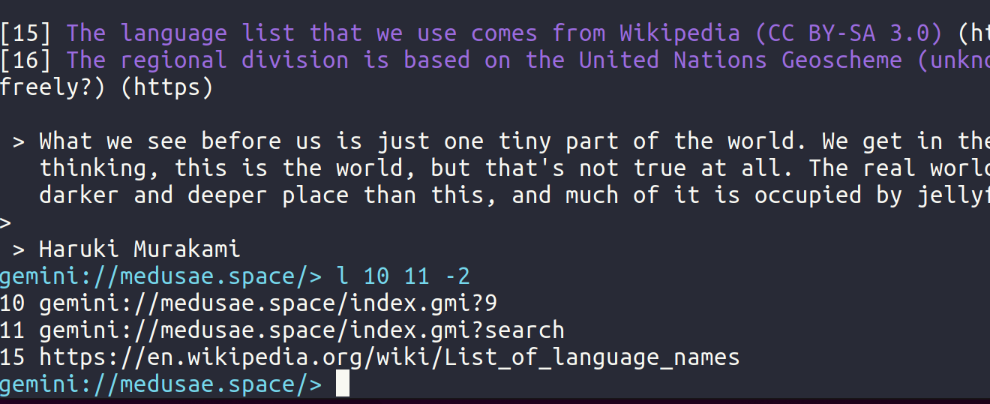 [15] The language list that we use comes from Wikipedia (CC BY-SA 3.0) (ht
[16] The regional division is based on the United Nations Geoscheme (unkno
freely?) (https)
> What we see before us is just one tiny part of the world. We get in the
thinking, this is the world, but that's not true at all. The real world
darker and deeper place than this, and much of it is occupied by jellyf
>
> Haruki Murakami
gemini://medusae.space/> l 10 11 -2
10 gemini://medusae.space/index.gmi?9
11 gemini://medusae.space/index.gmi?search
15 https://en.wikipedia.org/wiki/List_of_language_names
gemini://medusae.space/>